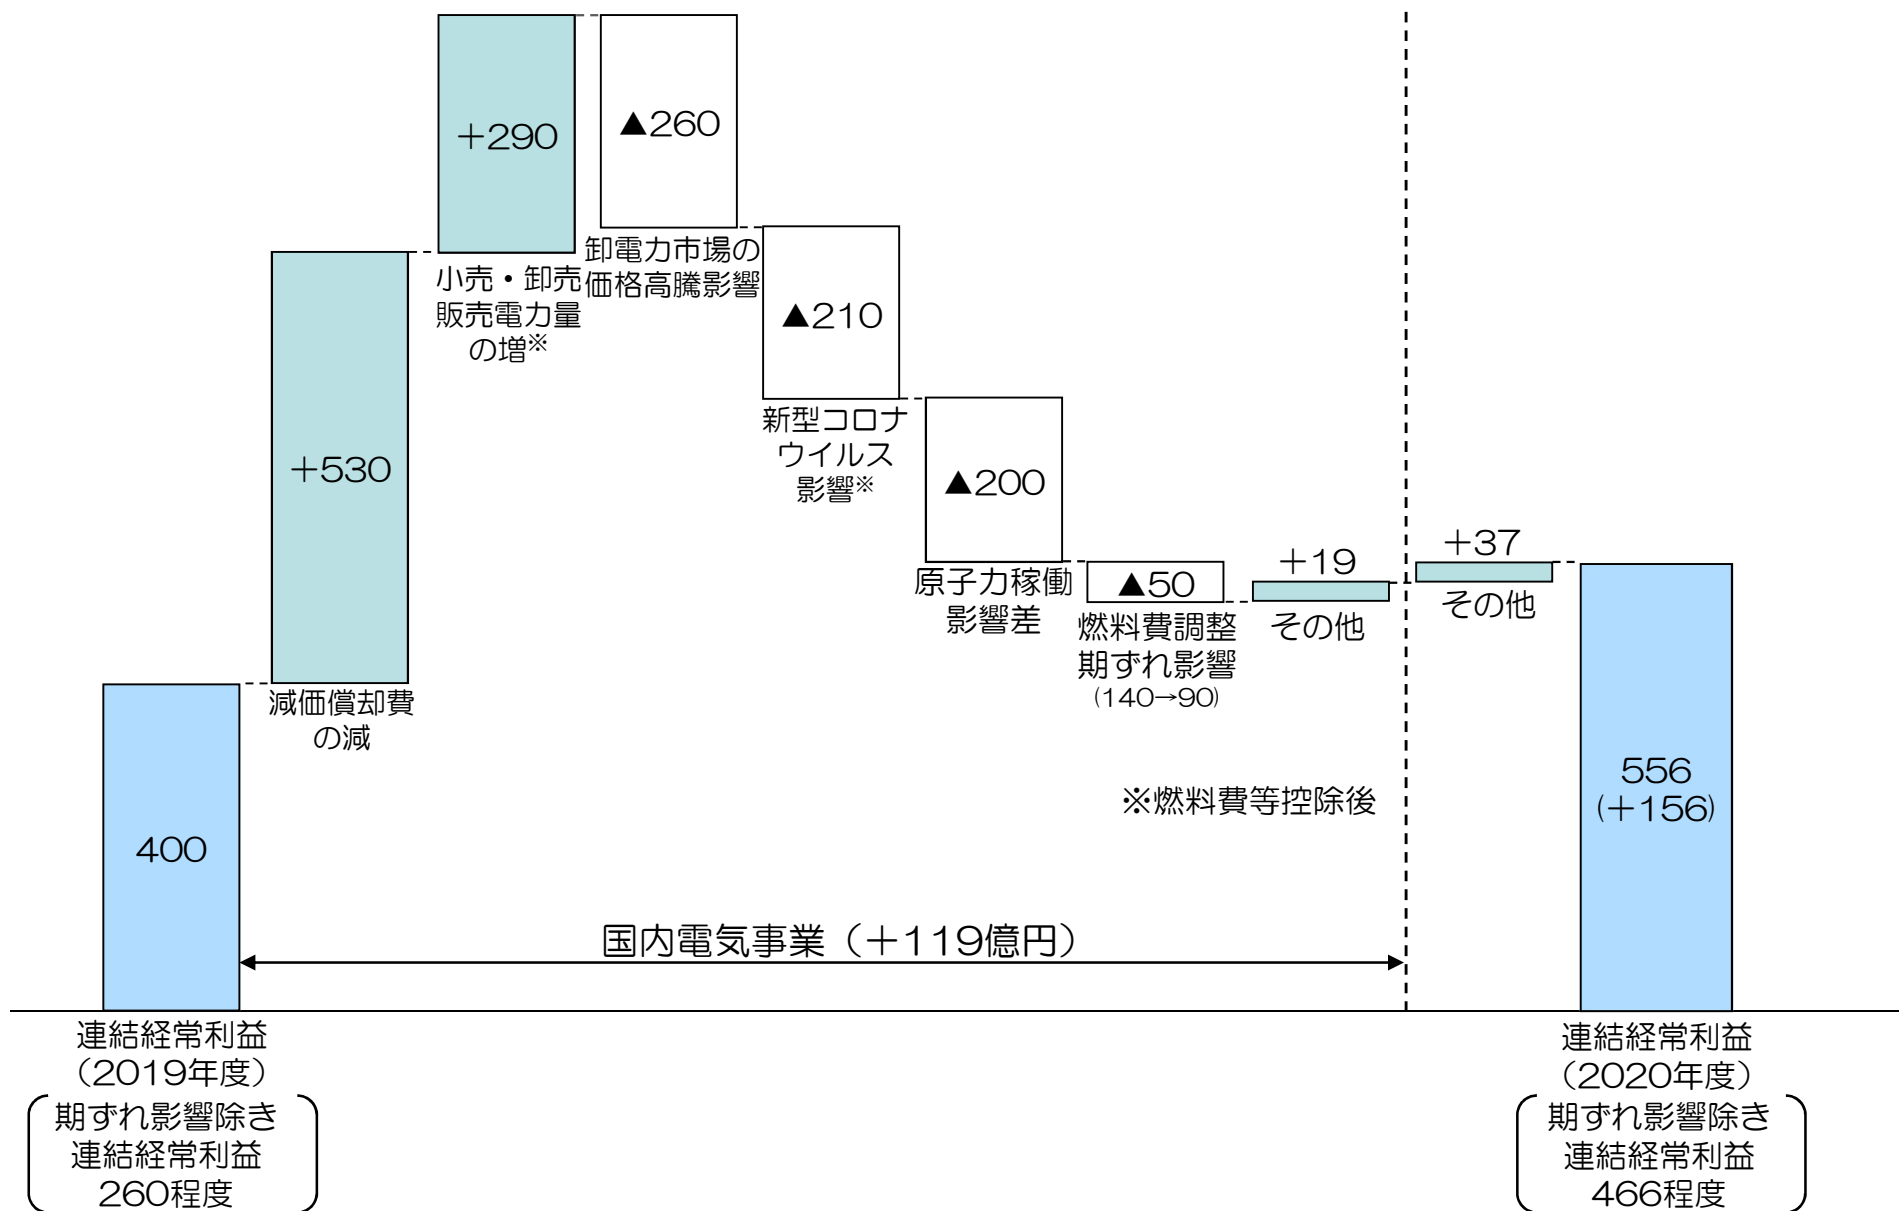 ＋290
▲260
小売・卸売
販売電力量
の増※
卸電力市場の
価格高騰影響
＋530
減価償却費
の減
▲210
新型コロナ
ウイルス
影響※
▲200
原子力稼働
影響差
▲50
燃料費調整
期ずれ影響
(140→90)
＋19
その他
＋37
その他
※燃料費等控除後
400
556
(＋156)
国内電気事業（＋119億円）
連結経常利益
（2019年度）
期ずれ影響除き
連結経常利益
260程度
連結経常利益
（2020年度）
期ずれ影響除き
連結経常利益
466程度